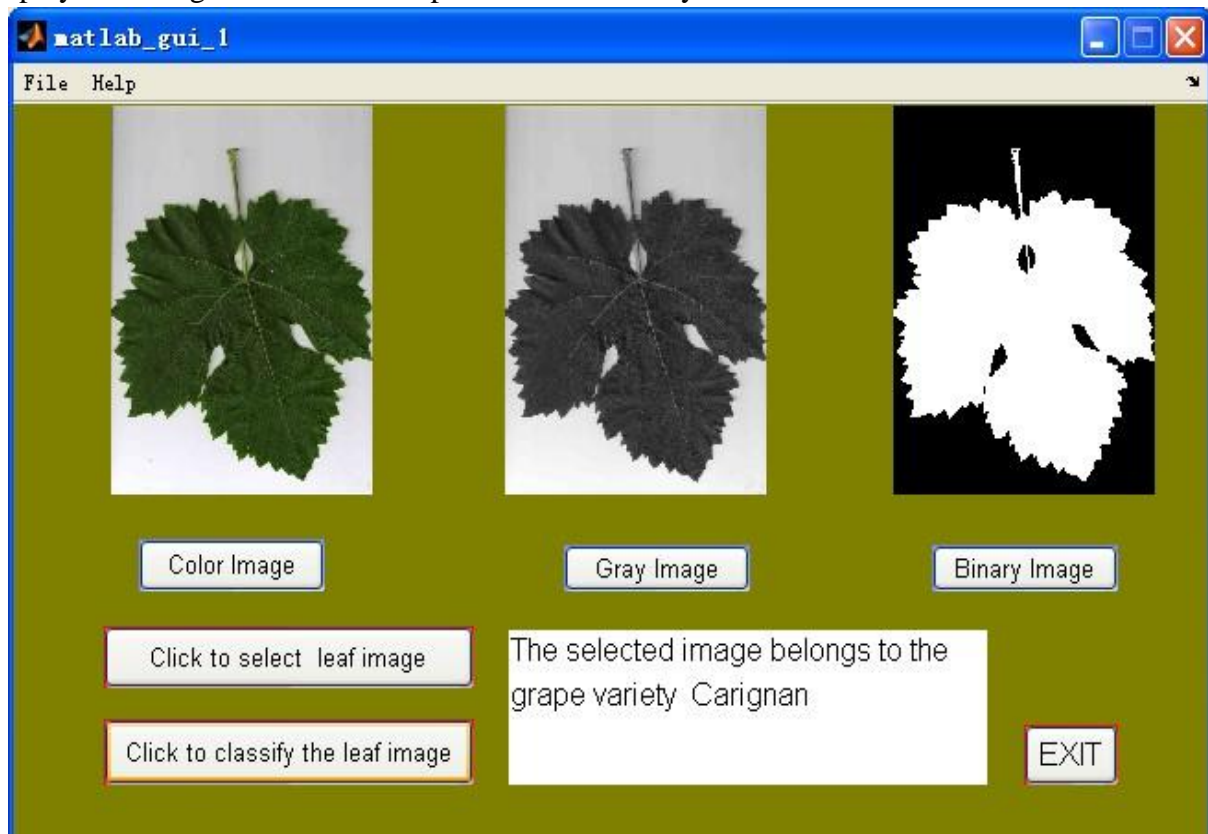 matlab_gui_1
File Help
Color Image
Gray Image
Binary Image
Click to select leaf image
The selected image belongs to the
grape variety Carignan
Click to classify the leaf image
EXIT